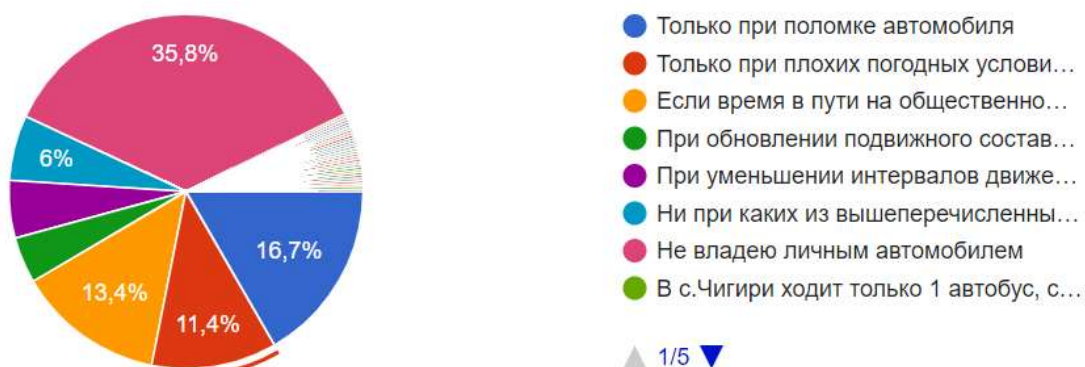 35,8%
6%
13,4%
11,4%
16,7%
Только при поломке автомобиля
Только при плохих погодных услови...
Если время в пути на общественно...
При обновлении подвижного состав...
При уменьшении интервалов движе...
Ни при каких из вышеперечисленны...
Не владею личным автомобилем
В с.Чигири ходит только 1 автобус, с...
1/5